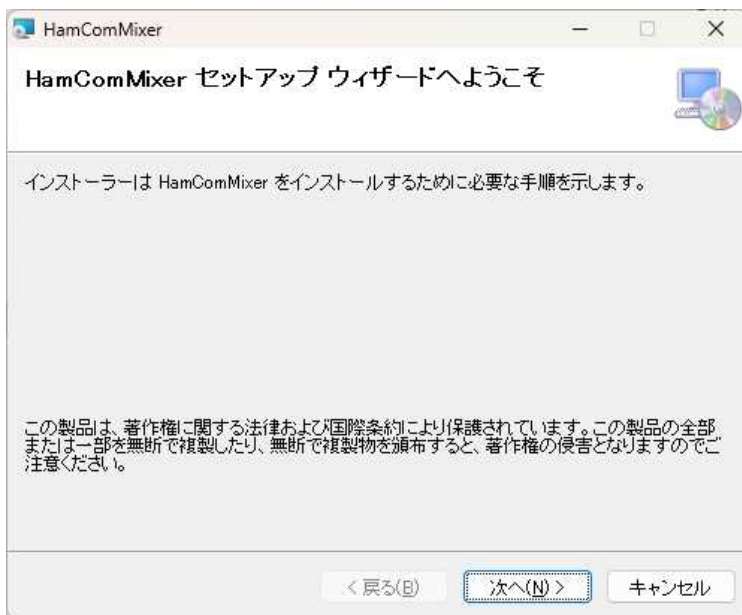 HamComMixer
HamComMixer セットアップ ウィザードへようこそ
インストーラーは HamComMixer をインストールするために必要な手順を示します。
この製品は、著作権に関する法律および国際条約により保護されています。この製品の全部
または一部を無断で複製したり、無断で複製物を頒布すると、著作権の侵害となりますのでご
注意ください。
< 戻る(B)
次へ(N) >
キャンセル